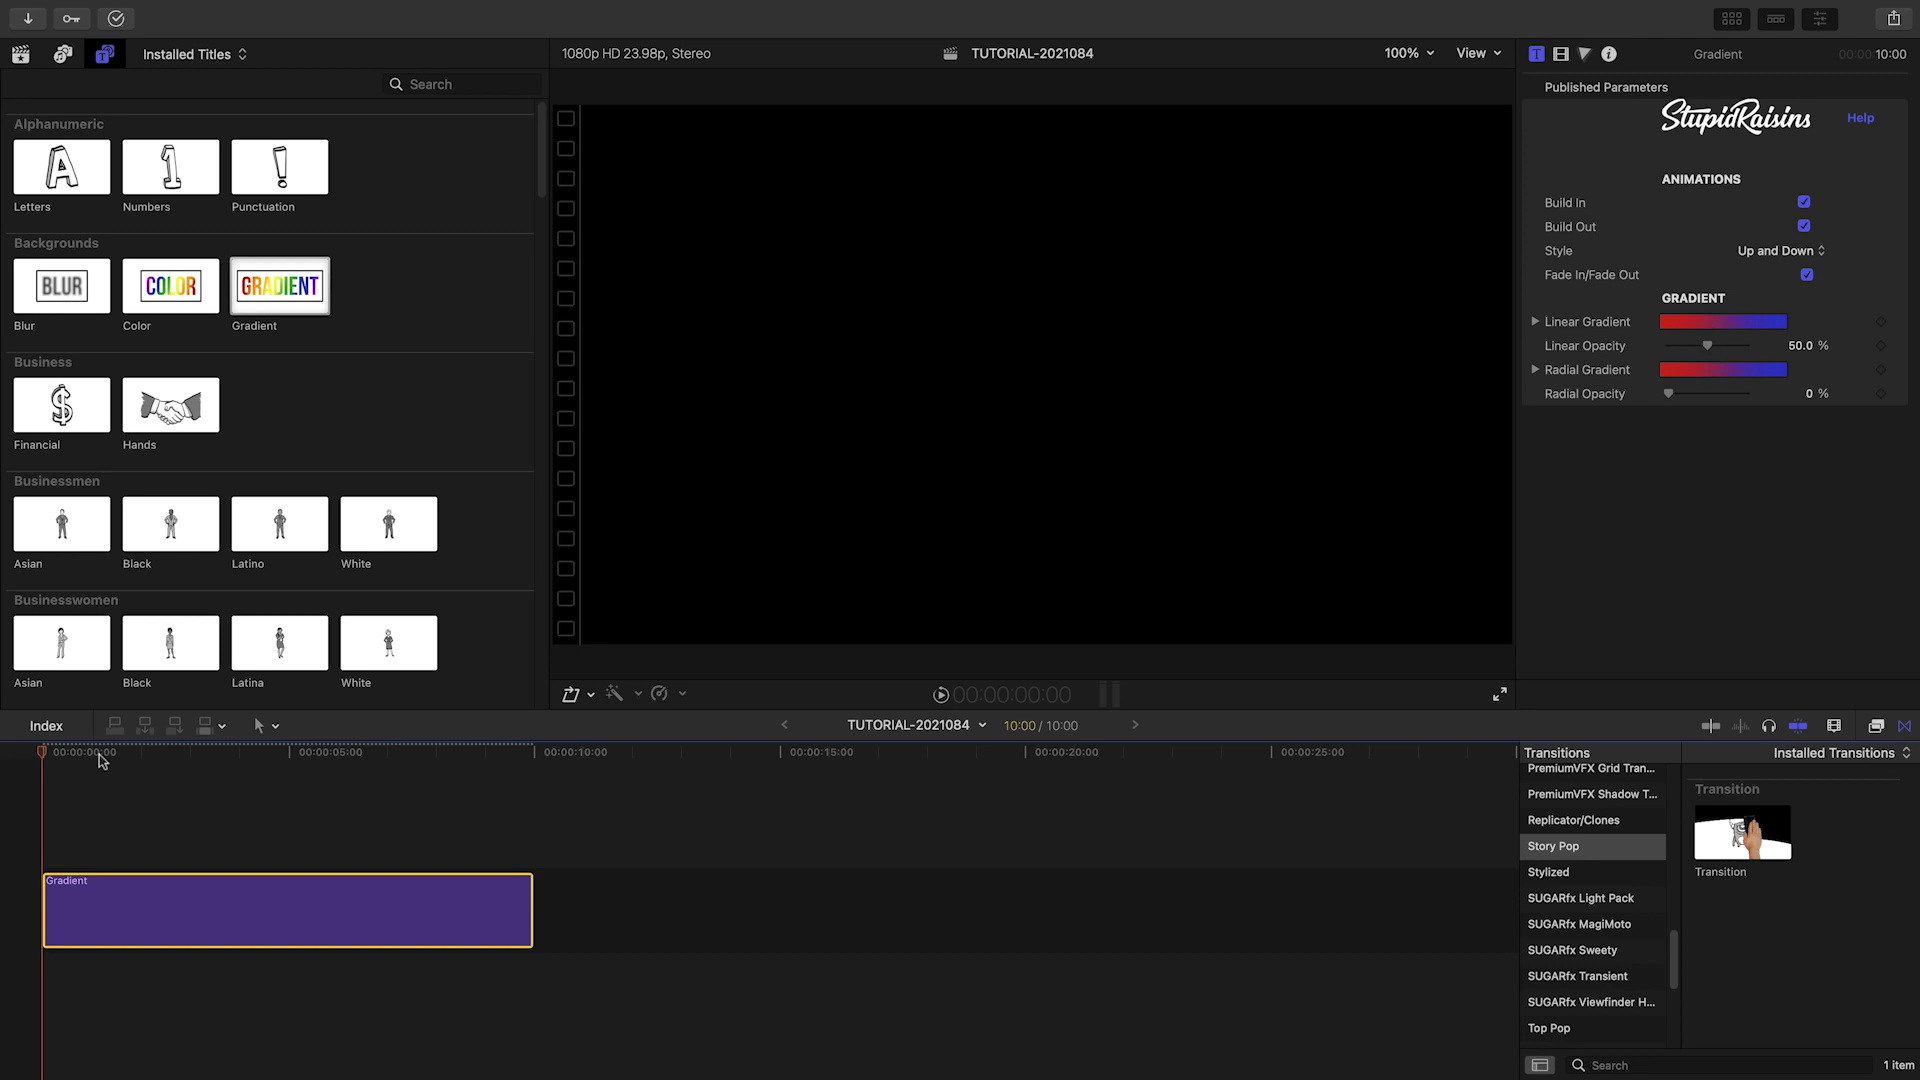 Installed Titles
1080p HD 23.98p, Stereo
TUTORIAL-2021084
100%
View
Gradient
00:00:10:00
Search
Published Parameters
StupidRaisins
Help
Alphanumeric
A
1
!
Letters
Numbers
Punctuation
ANIMATIONS
Build In
Build Out
Style
Up and Down
Fade In/Fade Out
Backgrounds
BLUR
COLOR
GRADIENT
Blur
Color
Gradient
GRADIENT
Linear Gradient
Linear Opacity
50.0 %
Radial Gradient
Radial Opacity
0 %
Business
$
Financial
Hands
Businessmen
Asian
Black
Latino
White
Businesswomen
Asian
Black
Latina
White
00:00:00:00
Index
TUTORIAL-2021084
10:00 / 10:00
00:00:00:00
00:00:05:00
00:00:10:00
00:00:15:00
00:00:20:00
00:00:25:00
Gradient
Transitions
Installed Transitions
PremiumVFX Grid Tran...
PremiumVFX Shadow T...
Replicator/Clones
Story Pop
Stylized
SUGARfx Light Pack
SUGARfx MagiMoto
SUGARfx Sweety
SUGARfx Transient
SUGARfx Viewfinder H...
Top Pop
Transition
Transition
Search
1 item